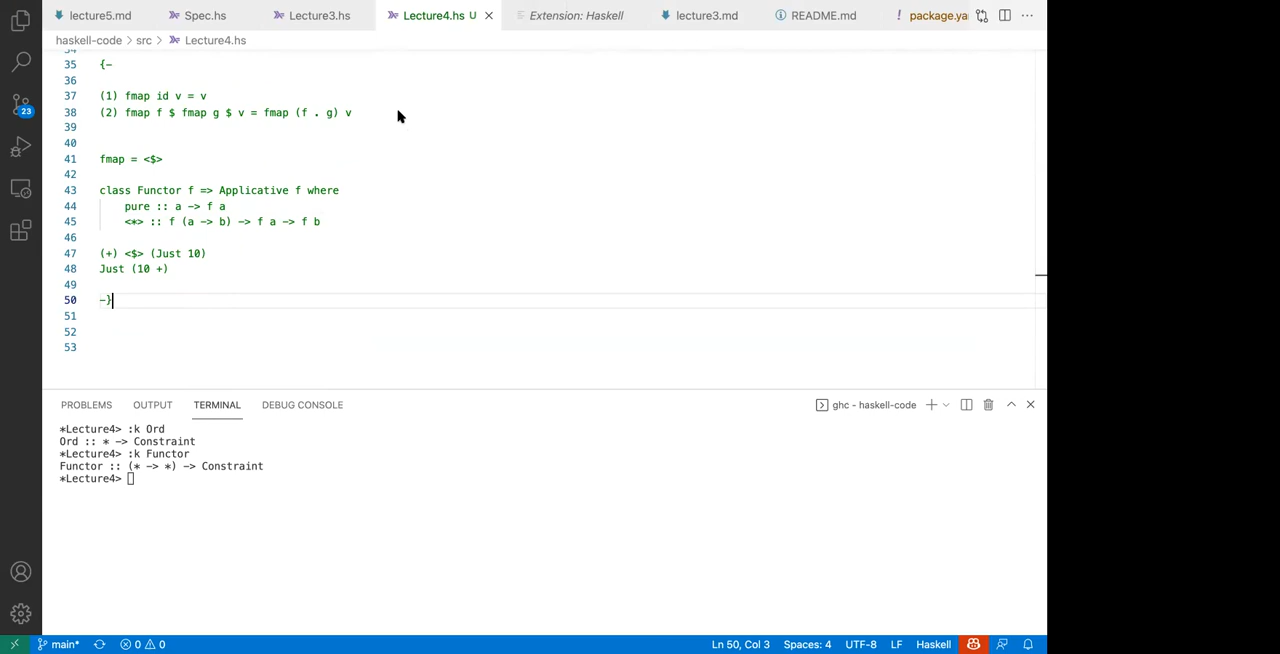 lecture5.md Spec.hs Lecture3.hs Lecture4.hs U Extension: Haskell lecture3.md README.md ! package.ya
haskell-code > src > Lecture4.hs
34
35 {-
36
37 (1) fmap id v = v
38 (2) fmap f $ fmap g $ v = fmap (f . g) v
39
40
41 fmap = <$>
42
43 class Functor f => Applicative f where
44 pure :: a -> f a
45 <*> :: f (a -> b) -> f a -> f b
46
47 (+) <$> (Just 10)
48 Just (10 +)
49
50 -}
51
52
53
23
PROBLEMS OUTPUT TERMINAL DEBUG CONSOLE ghc - haskell-code
*Lecture4> :k Ord
Ord :: * -> Constraint
*Lecture4> :k Functor
Functor :: (* -> *) -> Constraint
*Lecture4>
main* 0 0 Ln 50, Col 3 Spaces: 4 UTF-8 LF Haskell